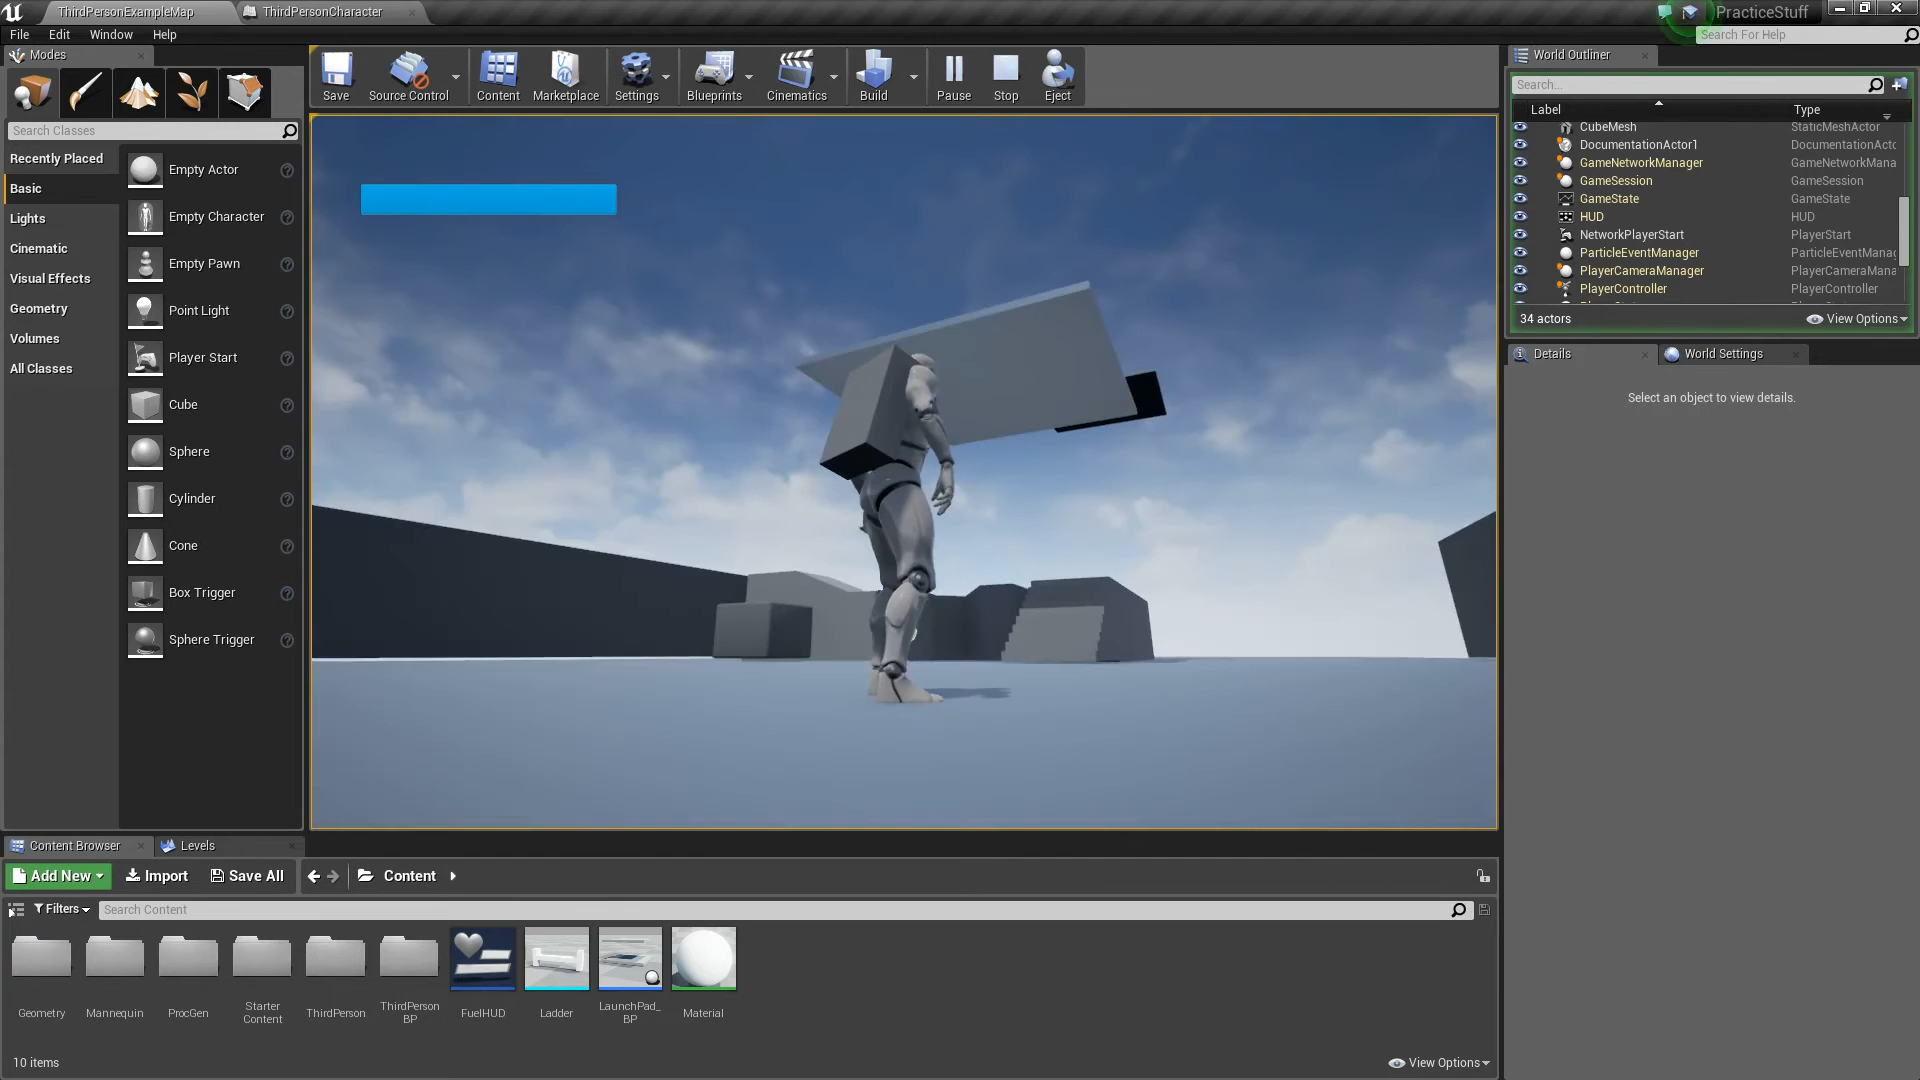 ThirdPersonExampleMap
ThirdPersonCharacter
PracticeStuff
File Edit Window Help
Search For Help
Modes
Save
Source Control
Content
Marketplace
Settings
Blueprints
Cinematics
Build
Pause
Stop
Eject
Search Classes
Recently Placed
Basic
Lights
Cinematic
Visual Effects
Geometry
Volumes
All Classes
Empty Actor
Empty Character
Empty Pawn
Point Light
Player Start
Cube
Sphere
Cylinder
Cone
Box Trigger
Sphere Trigger
World Outliner
Search...
Label Type
CubeMesh StaticMeshActor
DocumentationActor1 DocumentationActo
GameNetworkManager GameNetworkMana
GameSession GameSession
GameState GameState
HUD HUD
NetworkPlayerStart PlayerStart
ParticleEventManager ParticleEventManag
PlayerCameraManager PlayerCameraMana
PlayerController PlayerController
34 actors
View Options
Details
World Settings
Select an object to view details.
Content Browser
Levels
Add New
Import
Save All
Content
Filters
Search Content
Geometry
Mannequin
ProcGen
Starter
Content
ThirdPerson
ThirdPerson
BP
FuelHUD
Ladder
LaunchPad_
BP
Material
10 items
View Options